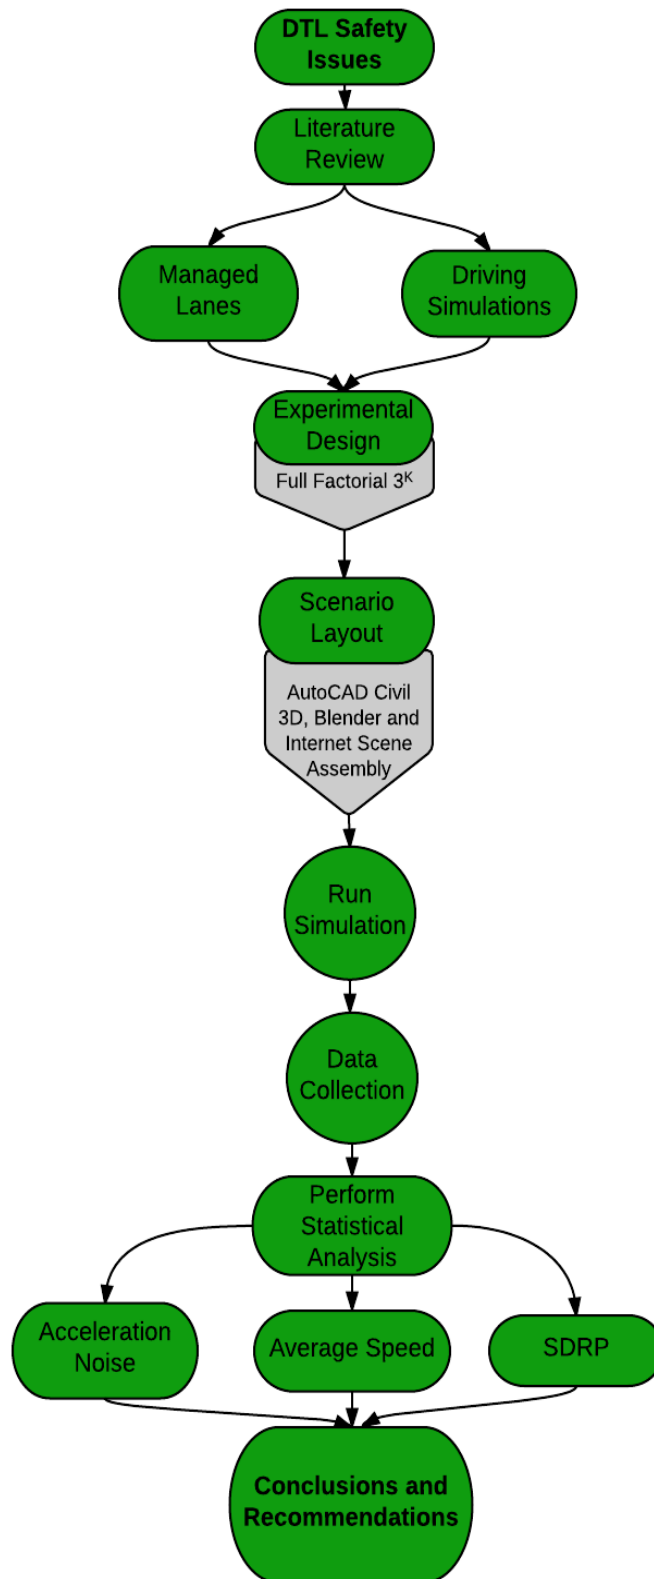 DTL Safety
Issues
Literature
Review
Managed
Lanes
Driving
Simulations
Experimental
Design
Full Factorial 3ᴷ
Scenario
Layout
AutoCAD Civil
3D, Blender and
Internet Scene
Assembly
Run
Simulation
Data
Collection
Perform
Statistical
Analysis
Acceleration
Noise
Average Speed
SDRP
Conclusions and
Recommendations